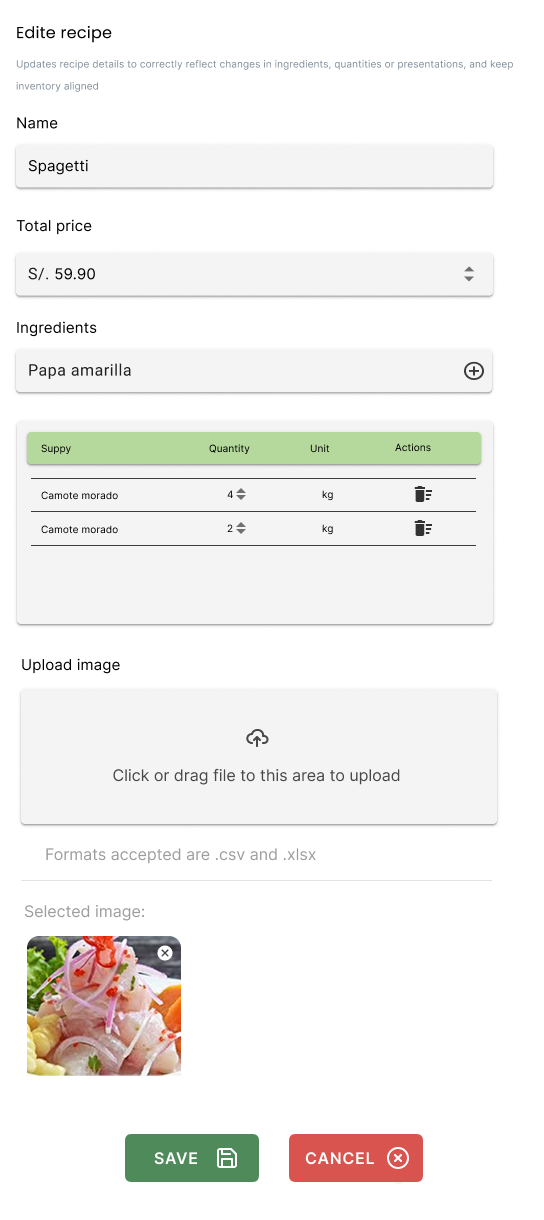 Edite recipe
Updates recipe details to correctly reflect changes in ingredients, quantities or presentations, and keep
inventory aligned
Name
Spagetti
Total price
S/. 59.90
Ingredients
Papa amarilla
Suppy Quantity Unit Actions
Camote morado 4 kg
Camote morado 2 kg
Upload image
Click or drag file to this area to upload
Formats accepted are .csv and .xlsx
Selected image:
SAVE CANCEL